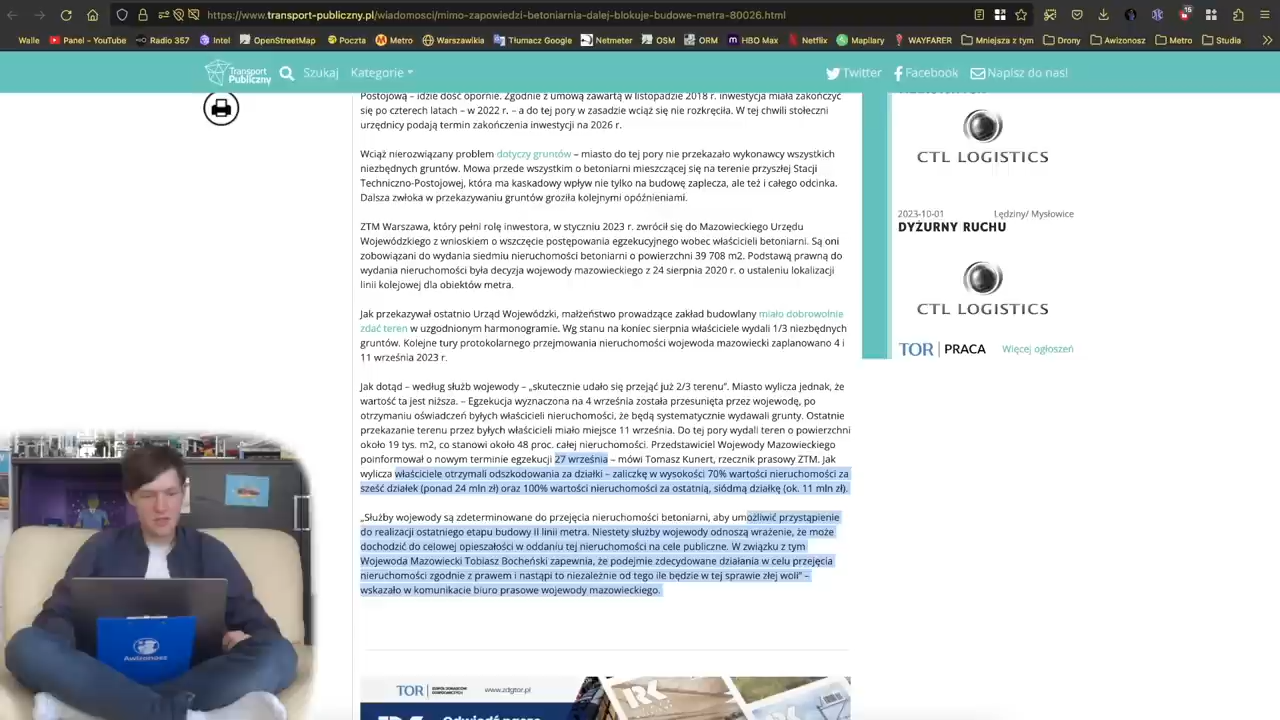 https://www.transport-publiczny.pl/wiadomosci/mimo-zapowiedzi-betoniarnia-dalej-blokuje-budowe-metra-80026.html
15
Walle
Panel – YouTube
Radio 357
Intel
OpenStreetMap
Poczta
Metro
Warszawikia
Tłumacz Google
Netmeter
OSM
ORM
HBO Max
Netflix
Mapilary
WAYFARER
Ciemność rusza tym
Drony
Awizonasz
Metro
Studia
Transport
Publiczny
Szukaj
Kategorie
Twitter
Facebook
Napisz do nas!
Postojową – idzie dość opornie. Zgodnie z umową zawartą w listopadzie 2018 r. inwestycja miała zakończyć
się po czterech latach – w 2022 r. – a do tej pory w zasadzie wciąż się nie rozkręciła. W tej chwili stołeczni
urzędnicy podają termin zakończenia inwestycji na 2026 r.
Wciąż nierozwiązany problem dotyczy gruntów – miasto do tej pory nie przekazało wykonawcy wszystkich
niezbędnych gruntów. Mowa przede wszystkim o betoniarni mieszczącej się na terenie przyszłej Stacji
Techniczno-Postojowej, która ma kaskadowy wpływ nie tylko na budowę zaplecza, ale też i całego odcinka.
Dalsza zwłoka w przekazywaniu gruntów groziła kolejnymi opóźnieniami.
ZTM Warszawa, który pełni rolę inwestora, w styczniu 2023 r. zwrócił się do Mazowieckiego Urzędu
Wojewódzkiego z wnioskiem o wszczęcie postępowania egzekucyjnego wobec właścicieli betoniarni. Są oni
zobowiązani do wydania siedmiu nieruchomości betoniarni o powierzchni 39 708 m2. Podstawą prawną do
wydania nieruchomości była decyzja wojewody mazowieckiego z 24 sierpnia 2020 r. o ustaleniu lokalizacji
linii kolejowej dla obiektów metra.
Jak przekazywał ostatnio Urząd Wojewódzki, małżeństwo prowadzące zakład budowlany miało dobrowolnie
zdać teren w uzgodnionym harmonogramie. Wg stanu na koniec sierpnia właściciele wydali 1/3 niezbędnych
gruntów. Kolejne tury protokolarnego przejmowania nieruchomości wojewoda mazowiecki zaplanowano 4 i
11 września 2023 r.
Jak dotąd – według służb wojewody – „skutecznie udało się przejąć już 2/3 terenu”. Miasto wylicza jednak, że
wartość ta jest niższa. – Egzekucja wyznaczona na 4 września została przesunięta przez wojewodę, po
otrzymaniu oświadczeń byłych właścicieli nieruchomości, że będą systematycznie wydawali grunty. Ostatnie
przekazanie terenu przez byłych właścicieli miało miejsce 11 września. Do tej pory wydali teren o powierzchni
około 19 tys. m2, co stanowi około 48 proc. całej nieruchomości. Przedstawiciel Wojewody Mazowieckiego
poinformował o nowym terminie egzekucji 27 września – mówi Tomasz Kunert, rzecznik prasowy ZTM. Jak
wylicza właściciele otrzymali odszkodowania za działki – zaliczkę w wysokości 70% wartości nieruchomości za
sześć działek (ponad 24 mln zł) oraz 100% wartości nieruchomości za ostatnią, siódmą działkę (ok. 11 mln zł).
„Służby wojewody są zdeterminowane do przejęcia nieruchomości betoniarni, aby umożliwić przystąpienie
do realizacji ostatniego etapu budowy II linii metra. Niestety służby wojewody odnoszą wrażenie, że może
dochodzić do celowej opieszałości w oddaniu tej nieruchomości na cele publiczne. W związku z tym
Wojewoda Mazowiecki Tobiasz Bocheński zapewnia, że podejmie zdecydowane działania w celu przejęcia
nieruchomości zgodnie z prawem i nastąpi to niezależnie od tego ile będzie w tej sprawie złej woli” –
wskazało w komunikacie biuro prasowe wojewody mazowieckiego.
CTL LOGISTICS
2023-10-01
Lędziny/ Mysłowice
DYŻURNY RUCHU
CTL LOGISTICS
TOR | PRACA
Więcej ogłoszeń
Awizonasz
TOR
www.zdgtor.pl